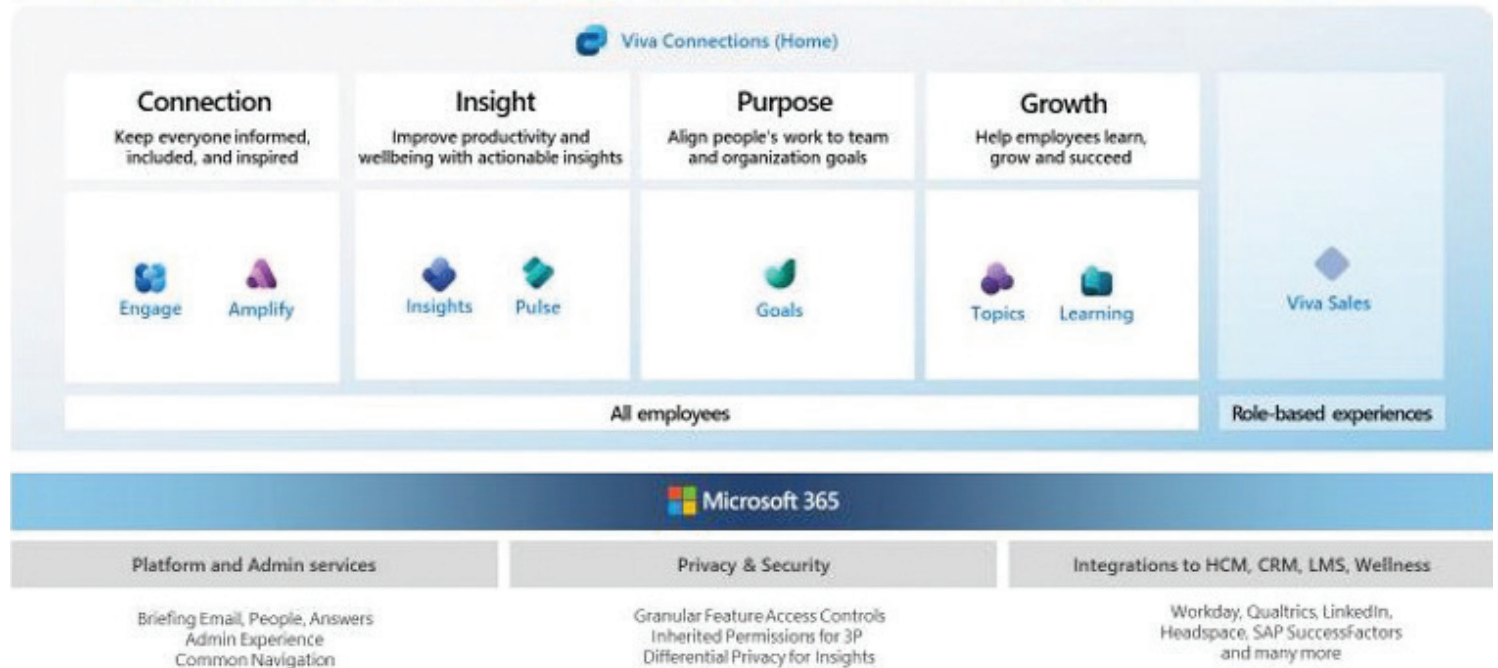 Viva Connections (Home)
Connection
Keep everyone informed,
included, and inspired
Insight
Improve productivity and
wellbeing with actionable insights
Purpose
Align people's work to team
and organization goals
Growth
Help employees learn,
grow and succeed
Engage
Amplify
Insights
Pulse
Goals
Topics
Learning
Viva Sales
All employees
Role-based experiences
Microsoft 365
Platform and Admin services
Briefing Email, People, Answers
Admin Experience
Common Navigation
Privacy & Security
Granular Feature Access Controls
Inherited Permissions for 3P
Differential Privacy for Insights
Integrations to HCM, CRM, LMS, Wellness
Workday, Qualtrics, LinkedIn,
Headspace, SAP SuccessFactors
and many more